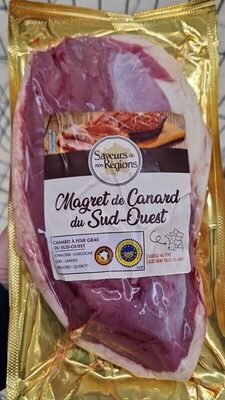 Saveurs de
nos Régions
Magret de Canard
du Sud-Ouest
CANARD À FOIE GRAS
DU SUD-OUEST
(CHALOSSE - GASCOGNE
GERS - LANDES
PÉRIGORD - QUERCY)